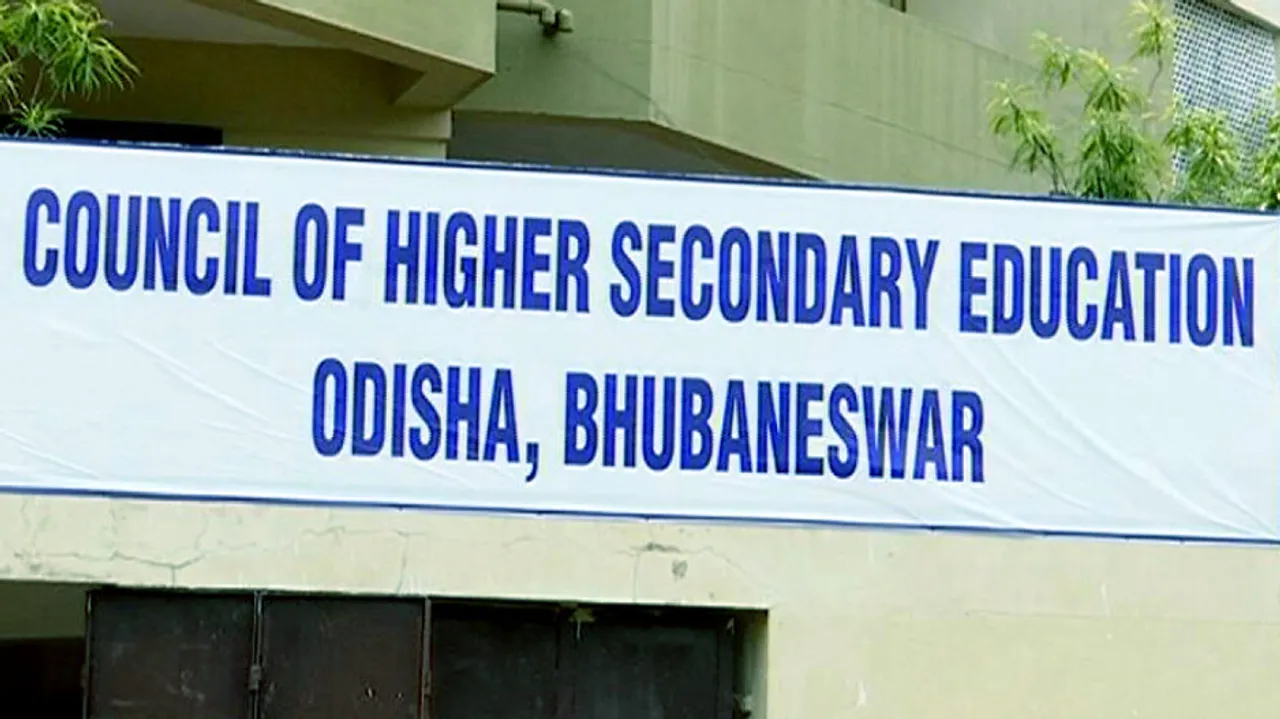 COUNCIL OF HIGHER SECONDARY EDUCATION
ODISHA, BHUBANESWAR